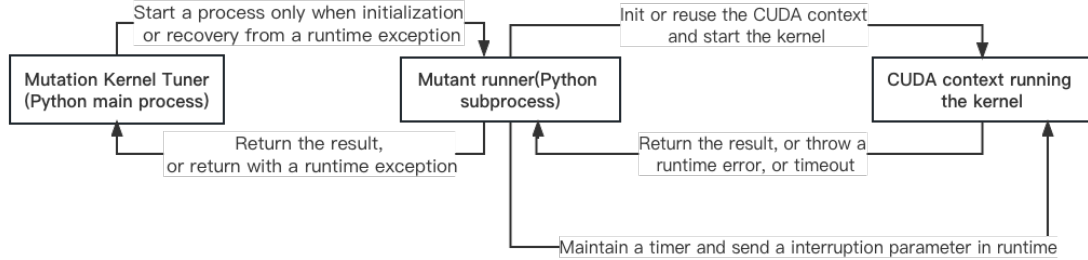 Start a process only when initialization
or recovery from a runtime exception
Init or reuse the CUDA context
and start the kernel
Mutation Kernel Tuner
(Python main process)
Mutant runner(Python
subprocess)
CUDA context running
the kernel
Return the result,
or return with a runtime exception
Return the result, or throw a
runtime error, or timeout
Maintain a timer and send a interruption parameter in runtime